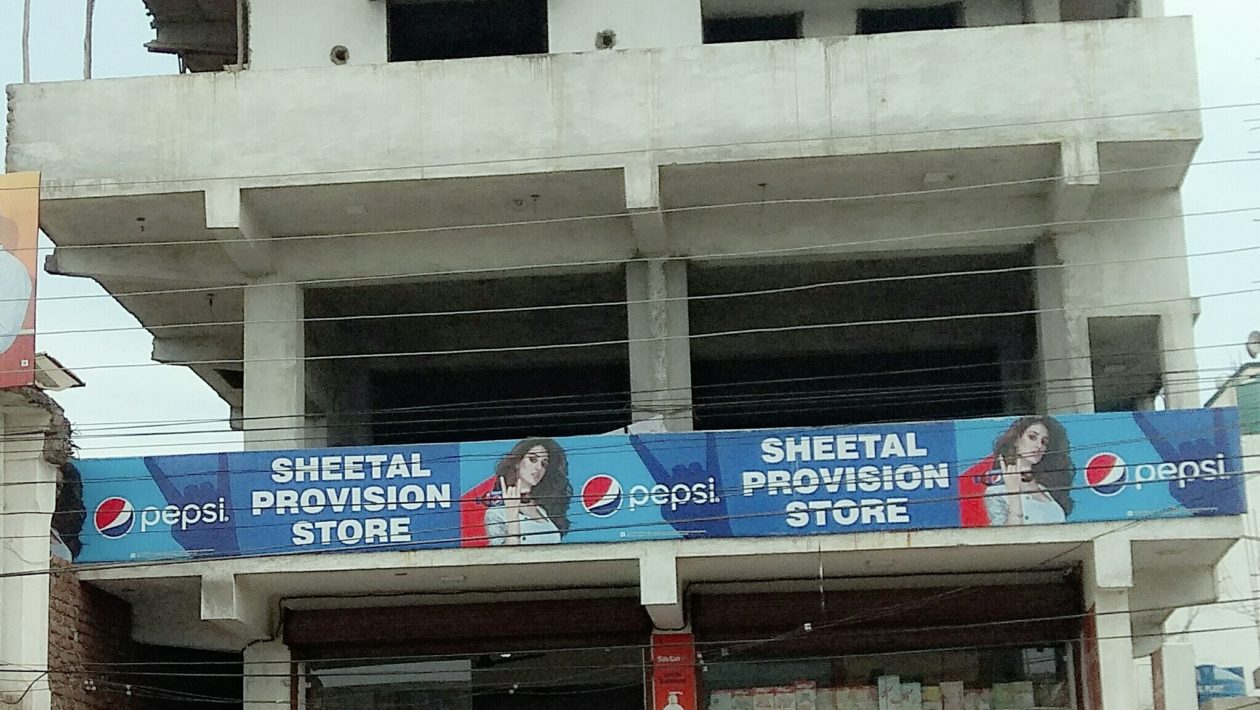 pepsi.
SHEETAL
PROVISION
STORE
pepsi.
SHEETAL
PROVISION
STORE
pepsi.